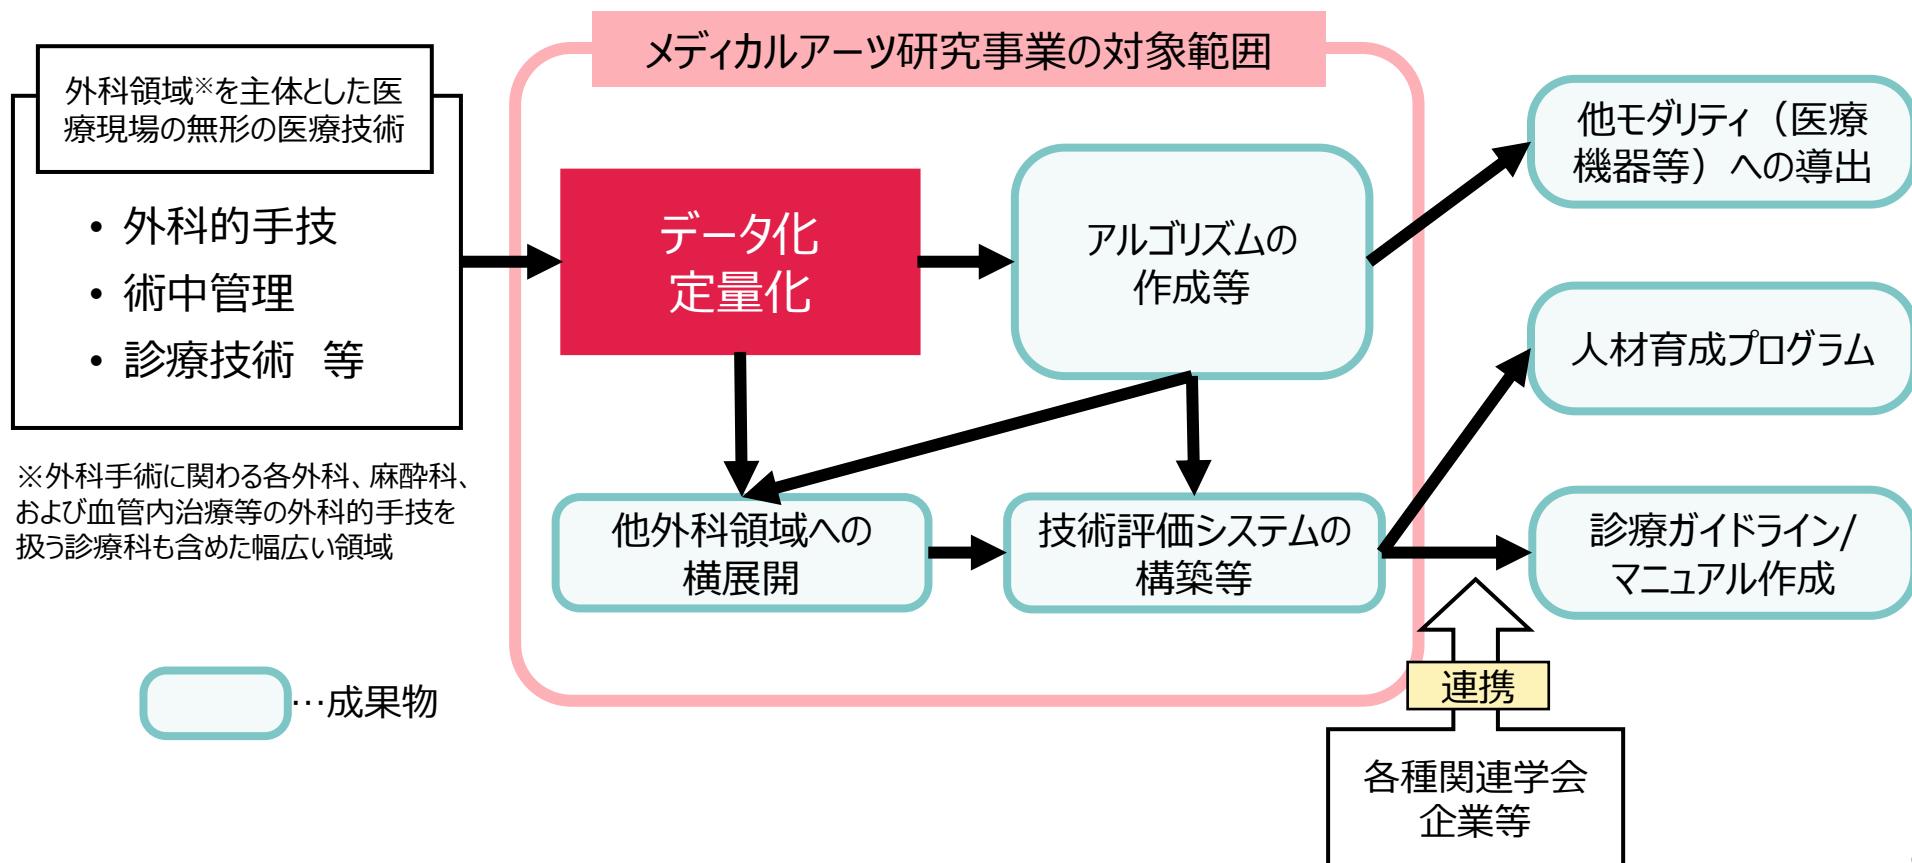 メディカルアーツ研究事業の対象範囲
外科領域※を主体とした医
療現場の無形の医療技術
• 外科的手技
• 術中管理
• 診療技術　等
※外科手術に関わる各外科、麻酔科、
および血管内治療等の外科的手技を
扱う診療科も含めた幅広い領域
データ化
定量化
アルゴリズムの
作成等
他外科領域への
横展開
技術評価システムの
構築等
他モダリティ（医療
機器等）への導出
人材育成プログラム
診療ガイドライン/
マニュアル作成
連携
各種関連学会
企業等
…成果物